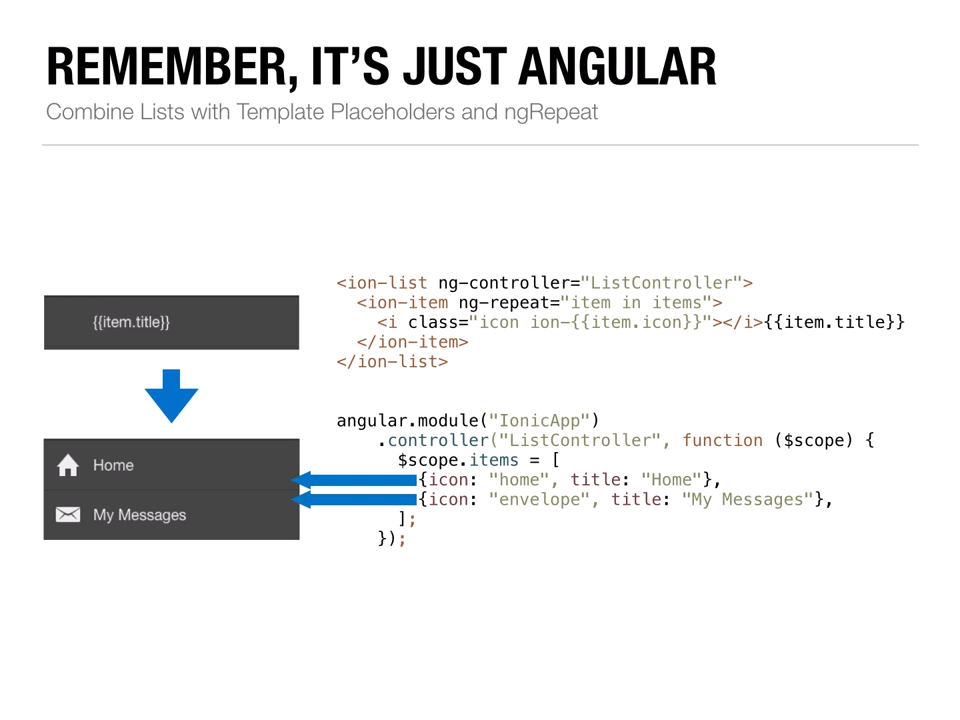 REMEMBER, IT’S JUST ANGULAR
Combine Lists with Template Placeholders and ngRepeat
{{item.title}}
Home
My Messages
<ion-list ng-controller="ListController">
  <ion-item ng-repeat="item in items">
    <i class="icon ion-{{item.icon}}"></i>{{item.title}}
  </ion-item>
</ion-list>
angular.module("IonicApp")
    .controller("ListController", function ($scope) {
      $scope.items = [
        {icon: "home", title: "Home"},
        {icon: "envelope", title: "My Messages"},
      ];
    });